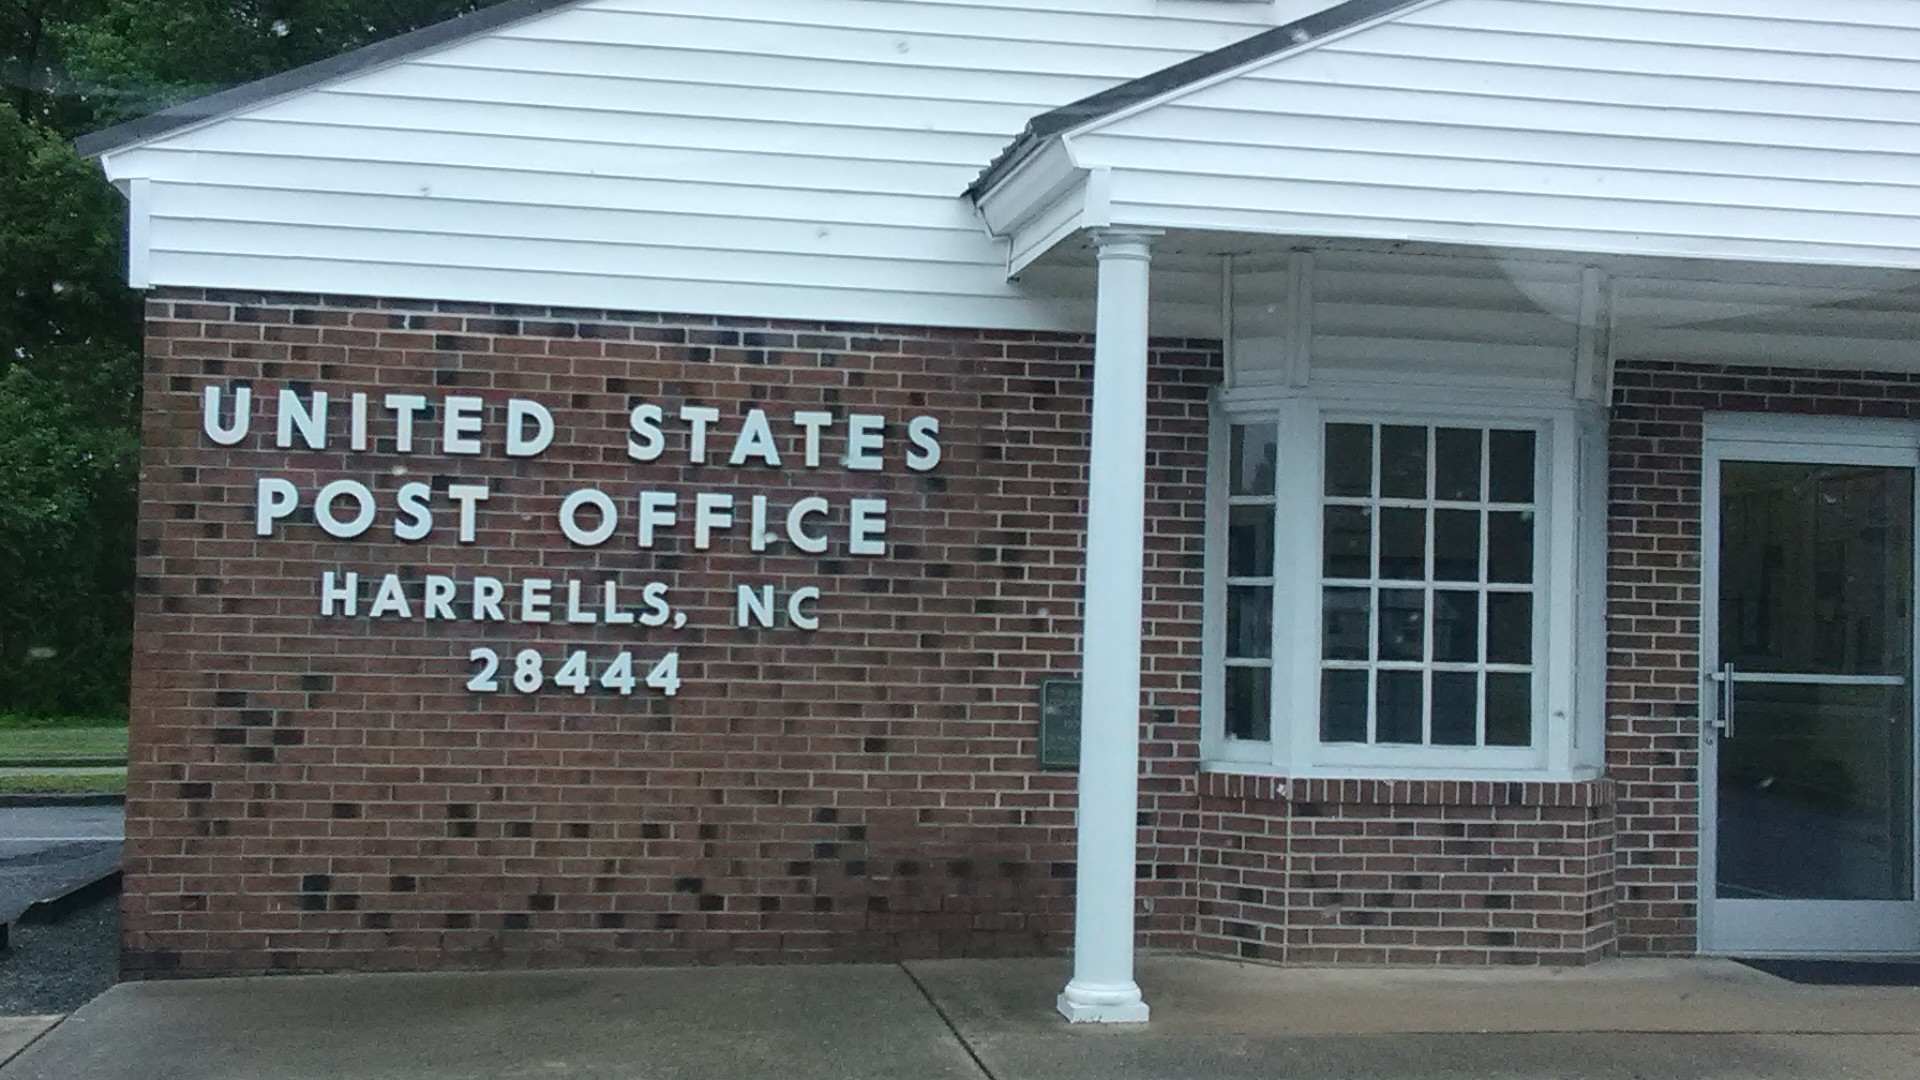 UNITED STATES
POST OFFICE
HARRELLS, NC
28444